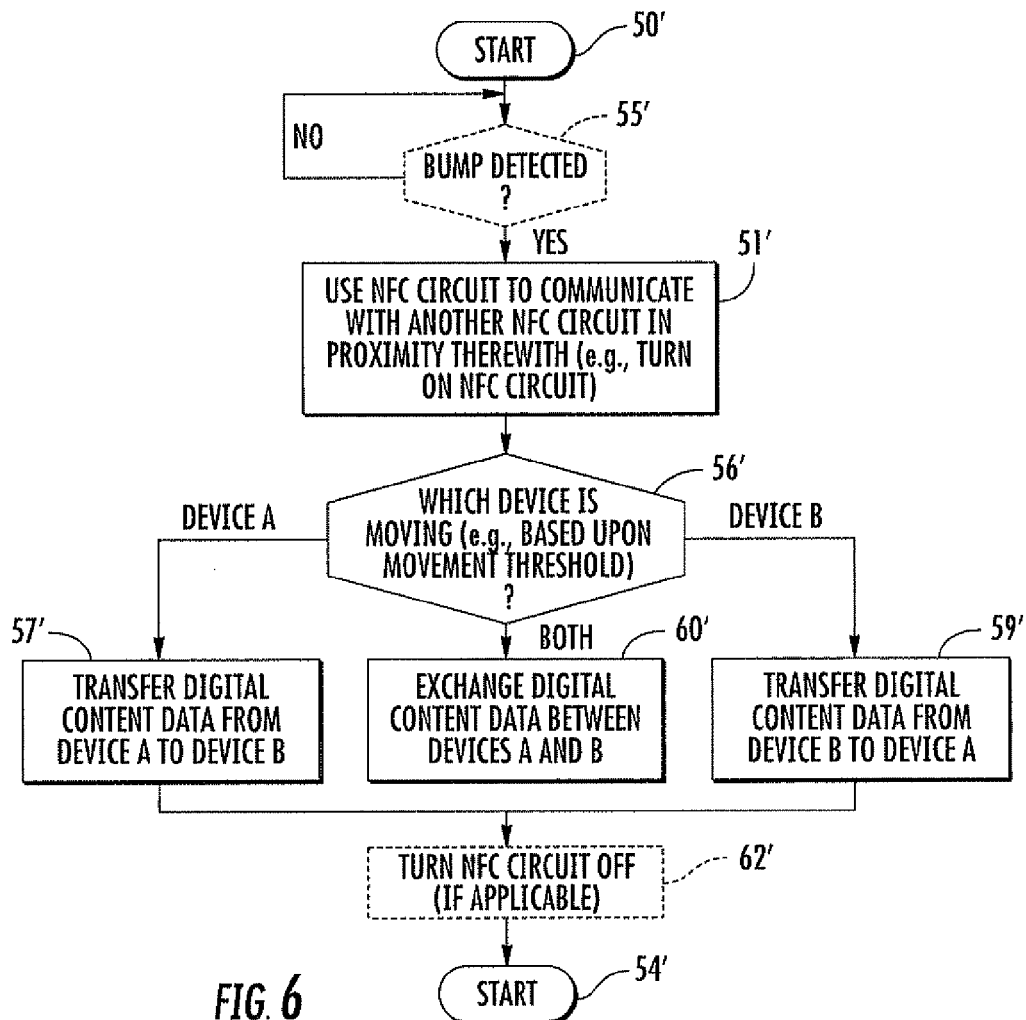 START
50'
NO
55'
BUMP DETECTED
?
YES
51'
USE NFC CIRCUIT TO COMMUNICATE
WITH ANOTHER NFC CIRCUIT IN
PROXIMITY THEREWITH (e.g., TURN
ON NFC CIRCUIT)
56'
DEVICE A
WHICH DEVICE IS
MOVING (e.g., BASED UPON
MOVEMENT THRESHOLD)
?
DEVICE B
57'
BOTH
60'
59'
TRANSFER DIGITAL
CONTENT DATA FROM
DEVICE A TO DEVICE B
EXCHANGE DIGITAL
CONTENT DATA BETWEEN
DEVICES A AND B
TRANSFER DIGITAL
CONTENT DATA FROM
DEVICE B TO DEVICE A
TURN NFC CIRCUIT OFF
(IF APPLICABLE)
62'
START
54'
FIG. 6